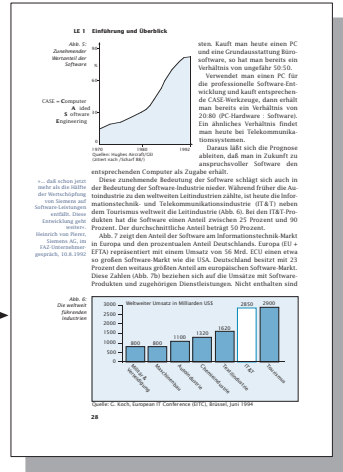 LE I Einführung und Überblick
Abb. 5:
Zunehmender
Wertanteil der
Software
90
60
30
0
1970
1980
1992
Quellen: Hughes Aircraft/CID
CASE = Computer
A ided
S oftware
Engineering
sten. Kauft man heute einen PC
und eine Grundausstattung Büro-
software, so hat man bereits ein
Verhältnis von ungefähr 50:50.
Verwendet man einen PC für
die professionelle Software-Ent-
wicklung und kauft entsprechen-
de CASE-Werkzeuge, dann erhält
man bereits ein Verhältnis von
20:80 (PC-Hardware : Software).
Ein ähnliches Verhältnis findet
man heute bei Telekommunika-
tionssystemen.
Daraus läßt sich die Prognose
ableiten, daß man in Zukunft zu
anspruchsvoller Software den
entsprechenden Computer als Zugabe erhält.
Diese zunehmende Bedeutung der Software schlägt sich auch in
der Bedeutung der Software-Industrie nieder. Während früher die Au-
toindustrie zu den weltweiten Leitindustrien zählte, ist heute die Infor-
mationstechnik- und Telekommunikationsindustrie (IT&T) neben
dem Tourismus weltweit die Leitindustrie (Abb. 6). Bei den IT&T-Pro-
dukten hat die Software einen Anteil zwischen 25 Prozent und 90
Prozent. Der durchschnittliche Anteil beträgt 50 Prozent.
Abb. 7 zeigt den Anteil der Software am Informationstechnik-Markt
in Europa und den prozentualen Anteil Deutschlands. Europa (EU +
EFTA) repräsentiert mit einem Umsatz von 56 Mrd. ECU einen etwa
so großen Software-Markt wie die USA. Deutschland besitzt mit 23
Prozent den weitaus größten Anteil am europäischen Software-Markt.
Diese Zahlen (Abb. 7b) beziehen sich auf die Umsätze mit Software-
Produkten und zugehörigen Dienstleistungen. Nicht enthalten sind
»... daß schon jetzt
mehr als die Hälfte
der Wertschöpfung
von Siemens auf
Software-Leistungen
entfällt. Diese
Entwicklung geht
weiter«.
Heinrich von Pierer,
Siemens AG, im
FAZ-Unternehmer-
gespräch, 10.8.1992
Abb. 6:
Die weltweit
führenden
Industrien
Weltweiter Umsatz in Milliarden US$
3000
2500
2000
1500
1000
500
0
800
800
1100
1320
1620
2850
2900
Militär &
Verteidigung
Maschinenbau
Autoindustrie
Chemieindustrie
Textilindustrie
IT&T
Tourismus
Quelle: G. Koch, European IT Conference (EITC), Brüssel, Juni 1994
28